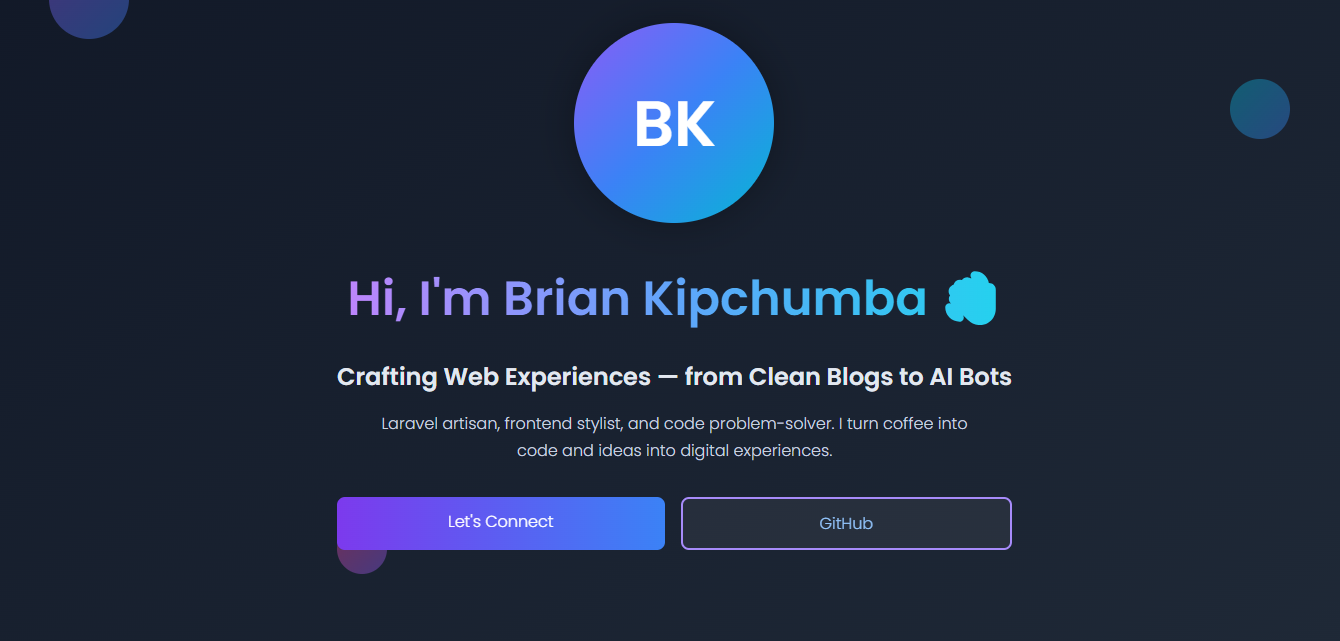 BK
Hi, I'm Brian Kipchumba 👋
Crafting Web Experiences — from Clean Blogs to AI Bots
Laravel artisan, frontend stylist, and code problem-solver. I turn coffee into
code and ideas into digital experiences.
Let's Connect
GitHub